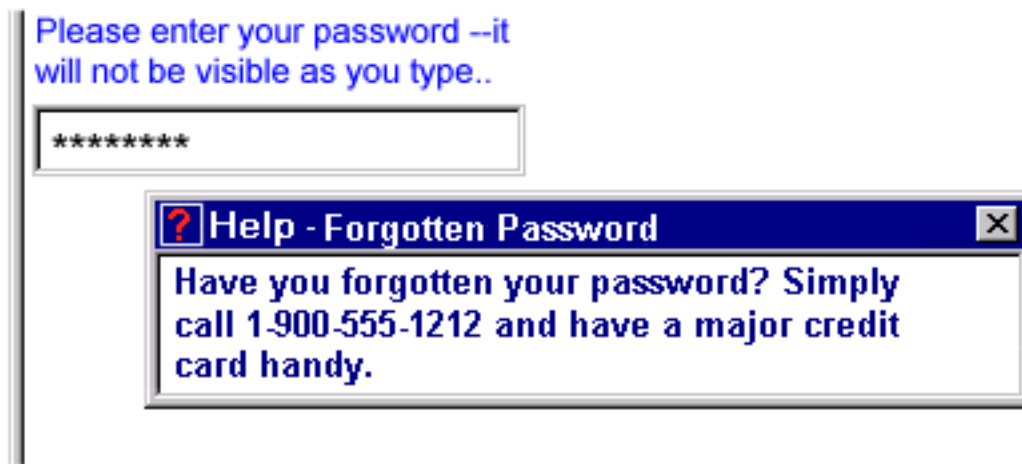 Please enter your password --it
will not be visible as you type..
********
? Help - Forgotten Password
Have you forgotten your password? Simply
call 1-900-555-1212 and have a major credit
card handy.